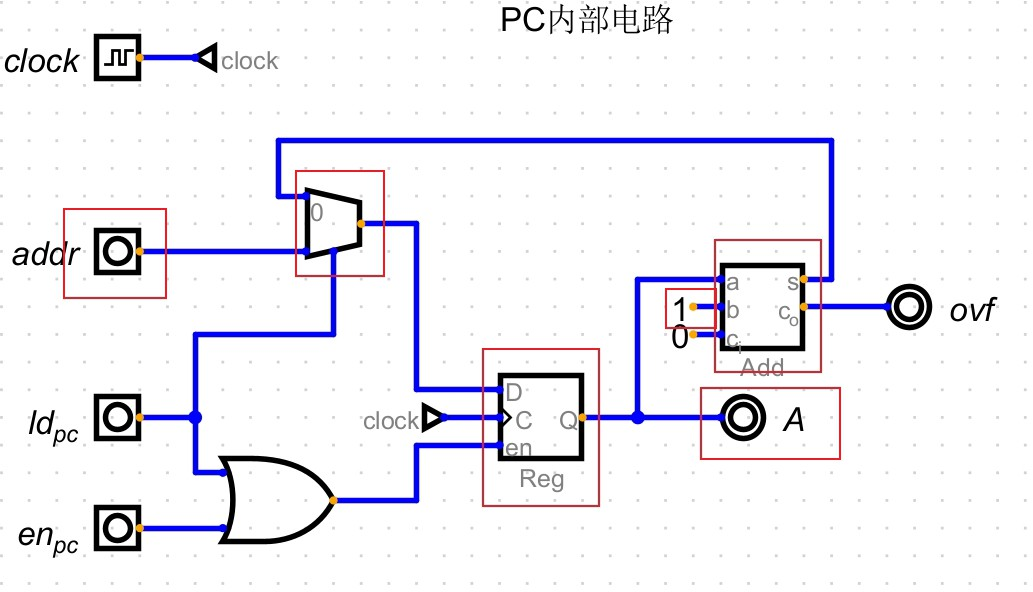 PC内部电路
clock
clock
0
addr
a
s
1
b
co
ovf
0
ci
Add
D
ldpc
clock
C
Q
A
en
Reg
enpc